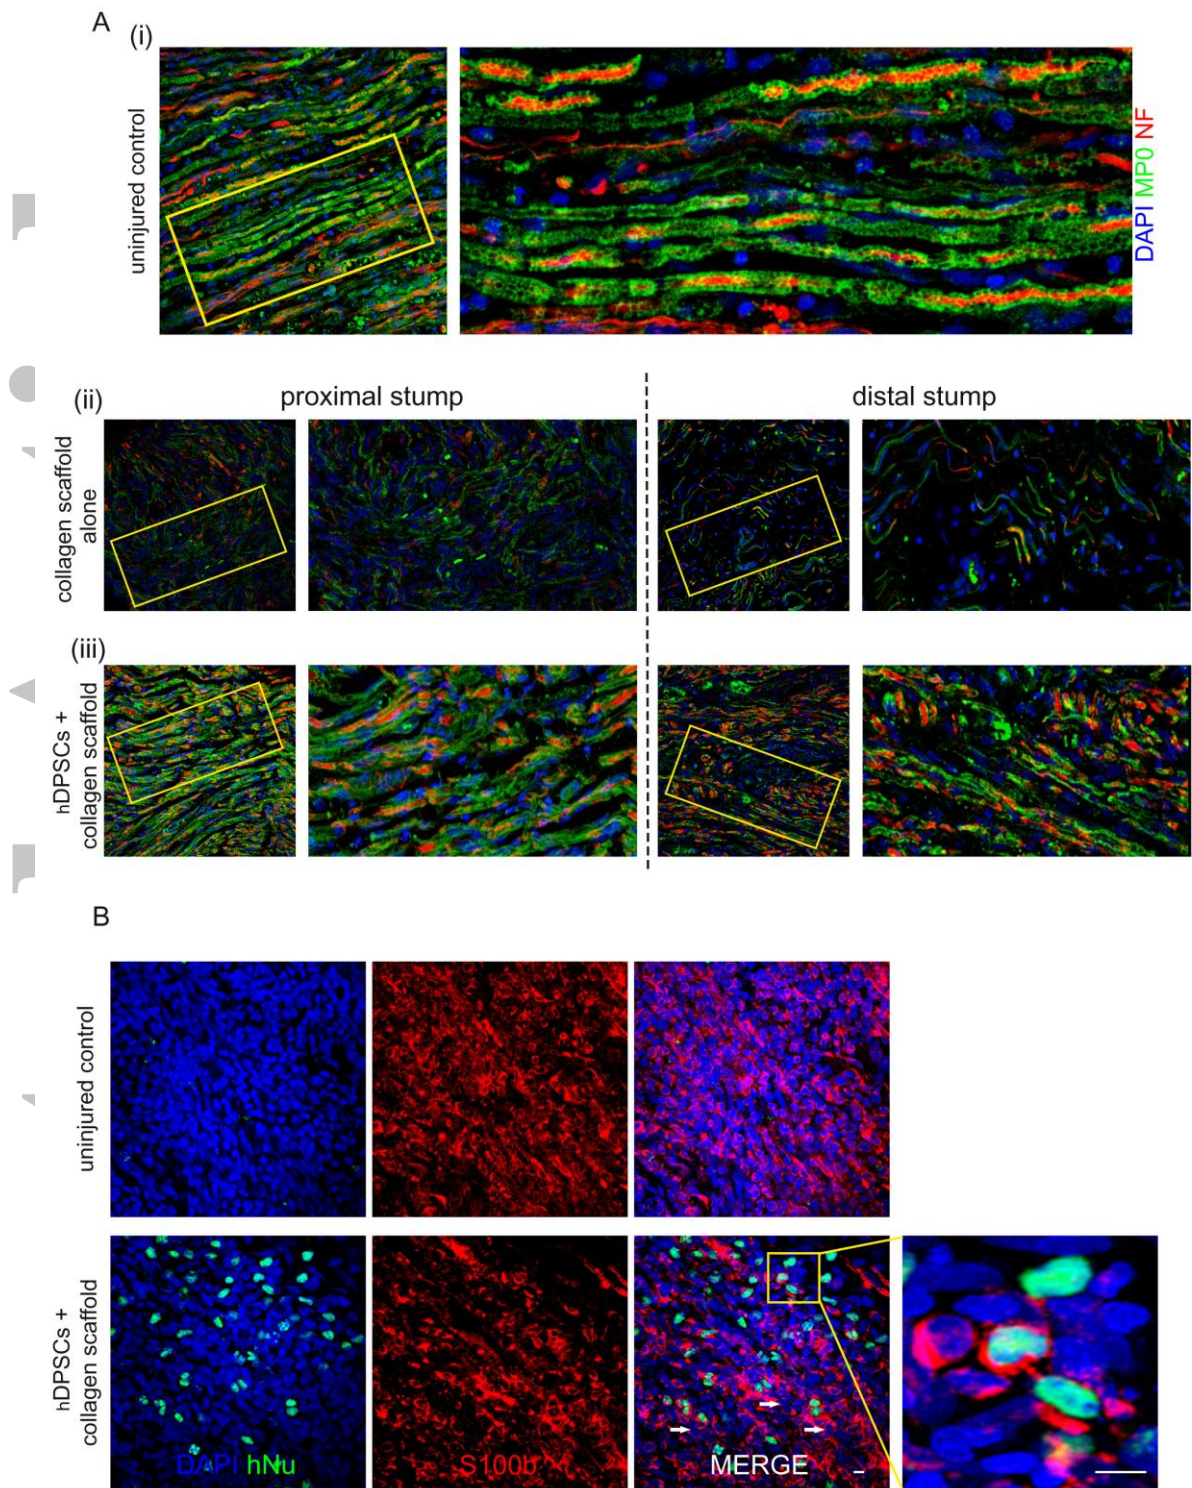 A
(i)
uninjured control
DAPI MP0 NF
(ii)
proximal stump
distal stump
collagen scaffold
alone
(iii)
hDPSCs +
collagen scaffold
B
uninjured control
hDPSCs +
collagen scaffold
DAPI hNu
S100b
MERGE